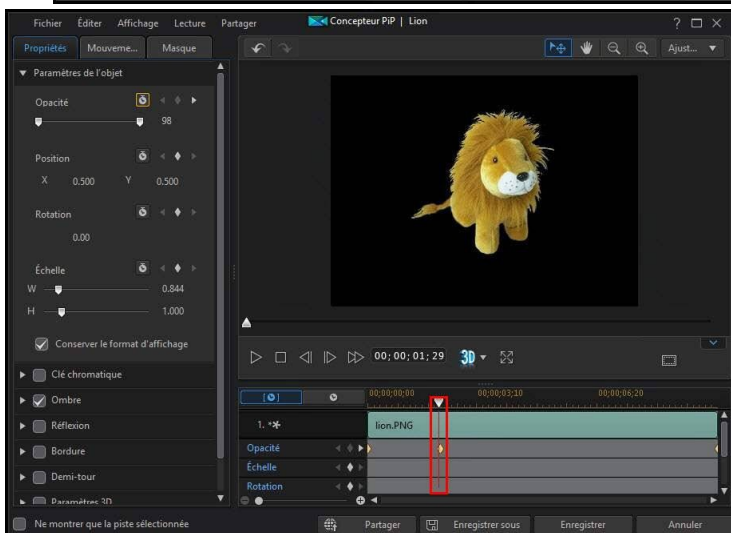 Fichier Éditer Affichage Lecture Partager Concepteur PiP | Lion ?
Propriétés Mouveme... Masque Ajust...
Paramètres de l'objet
Opacité
98
Position
X 0.500 Y 0.500
Rotation
0.00
Échelle
W 0.844
H 1.000
Conserver le format d'affichage
Clé chromatique
Ombre
Réflexion
Bordure
Demi-tour
Paramètres 3D
00;00;01;29 3D
00;00;00;00 00;00;03;10 00;00;06;20
1. lion.PNG
Opacité
Échelle
Rotation
Ne montrer que la piste sélectionnée Partager Enregistrer sous Enregistrer Annuler